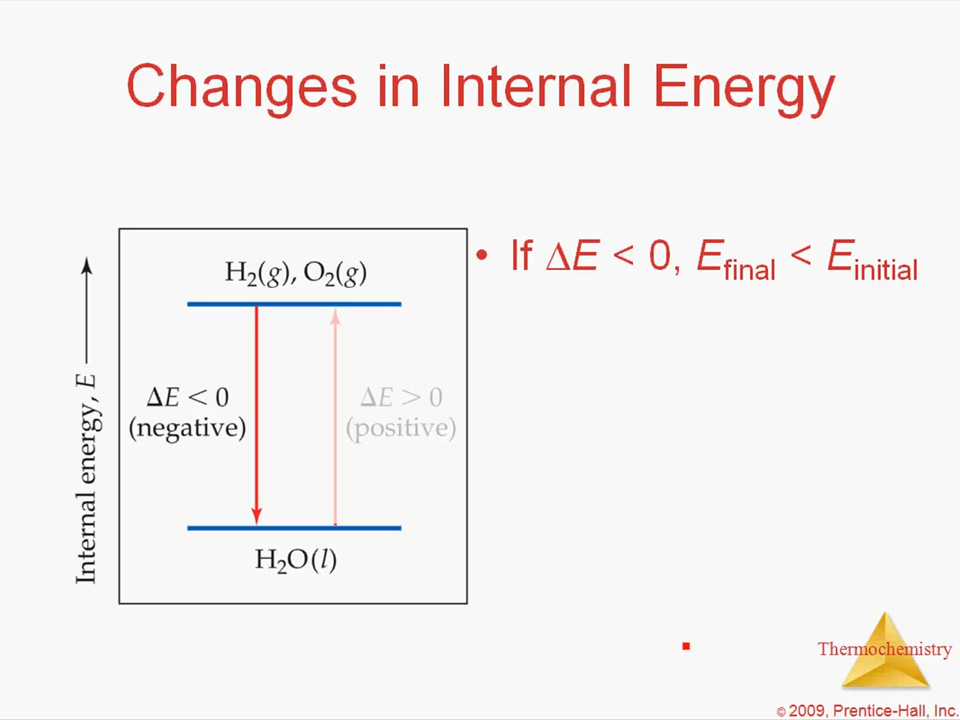 Changes in Internal Energy
• If ΔE < 0, E_final < E_initial
Internal energy, E
H₂(g), O₂(g)
ΔE < 0
(negative)
ΔE > 0
(positive)
H₂O(l)
Thermochemistry
© 2009, Prentice-Hall, Inc.